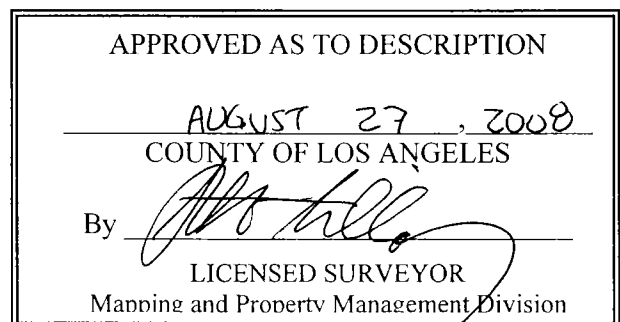 APPROVED AS TO DESCRIPTION
AUGUST 27, 2008
COUNTY OF LOS ANGELES
By
LICENSED SURVEYOR
Mapping and Property Management Division